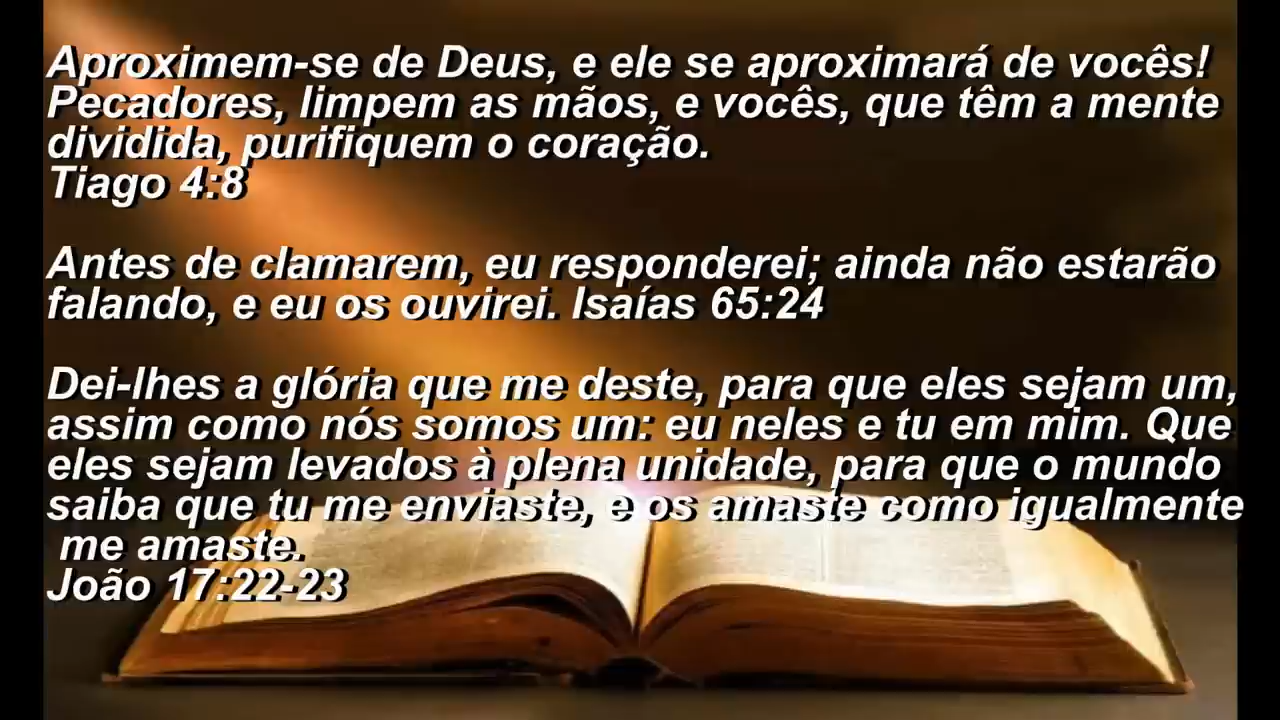 Aproximem-se de Deus, e ele se aproximará de vocês!
Pecadores, limpem as mãos, e vocês, que têm a mente
dividida, purifiquem o coração.
Tiago 4:8
Antes de clamarem, eu responderei; ainda não estarão
falando, e eu os ouvirei. Isaías 65:24
Dei-lhes a glória que me deste, para que eles sejam um,
assim como nós somos um: eu neles e tu em mim. Que
eles sejam levados à plena unidade, para que o mundo
saiba que tu me enviaste, e os amaste como igualmente
me amaste.
João 17:22-23